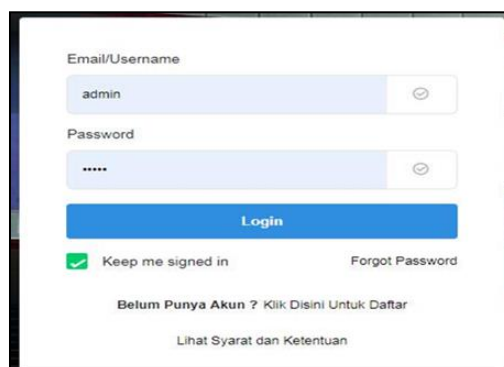 Email/Username
admin
Password
•••••
Login
Keep me signed in Forgot Password
Belum Punya Akun ? Klik Disini Untuk Daftar
Lihat Syarat dan Ketentuan